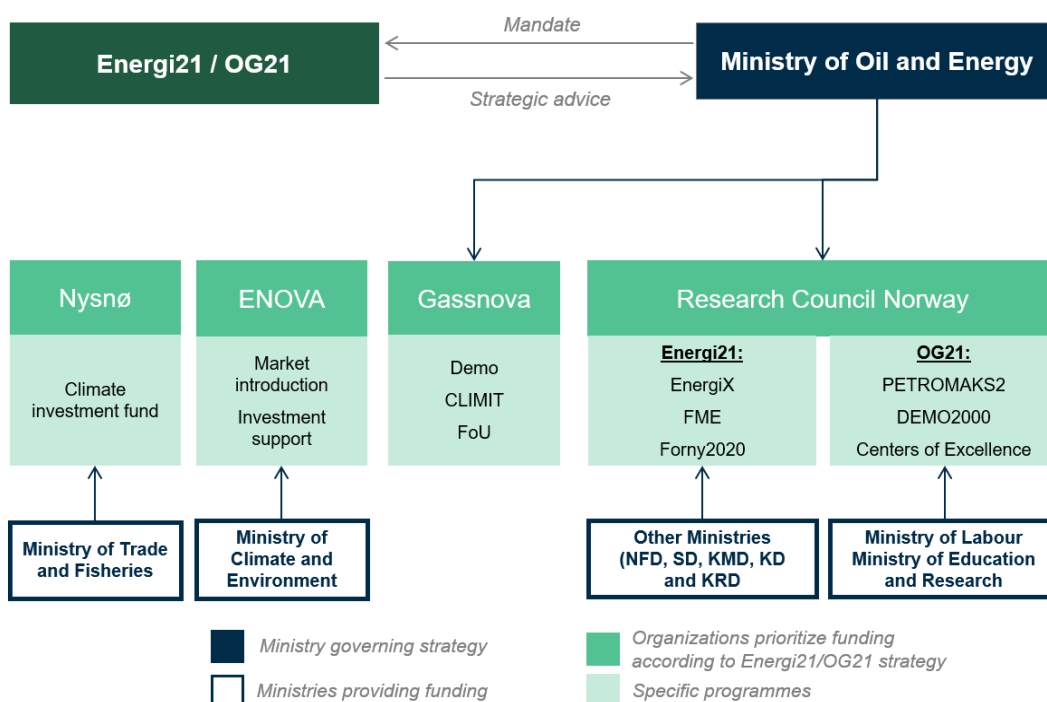 Energi21 / OG21
Mandate
Strategic advice
Ministry of Oil and Energy
Nysnø
Climate
investment fund
ENOVA
Market
introduction
Investment
support
Gassnova
Demo
CLIMIT
FoU
Research Council Norway
Energi21:
EnergiX
FME
Forny2020
OG21:
PETROMAKS2
DEMO2000
Centers of Excellence
Ministry of Trade
and Fisheries
Ministry of
Climate and
Environment
Other Ministries
(NFD, SD, KMD, KD
and KRD
Ministry of Labour
Ministry of Education
and Research
Ministry governing strategy
Ministries providing funding
Organizations prioritize funding
according to Energi21/OG21 strategy
Specific programmes